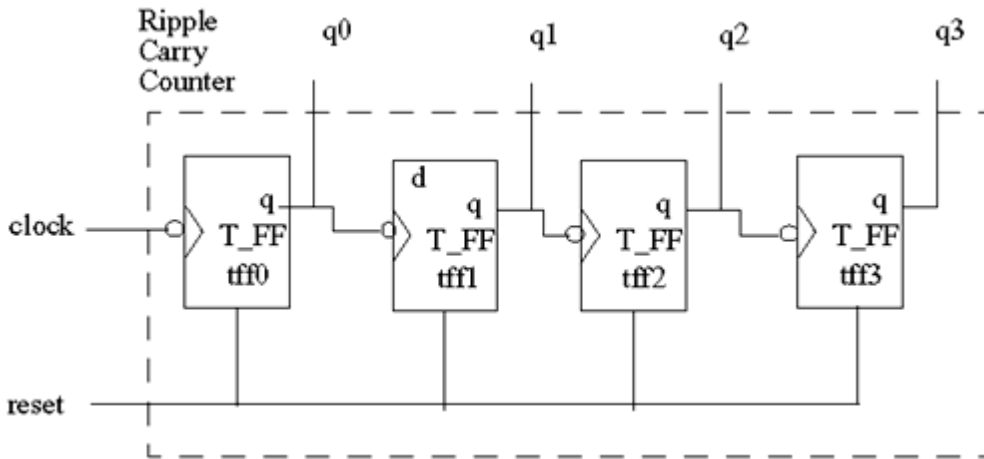 Ripple
Carry
Counter
q0
q1
q2
q3
d
q
q
q
q
clock
T_FF
T_FF
T_FF
T_FF
tff0
tff1
tff2
tff3
reset